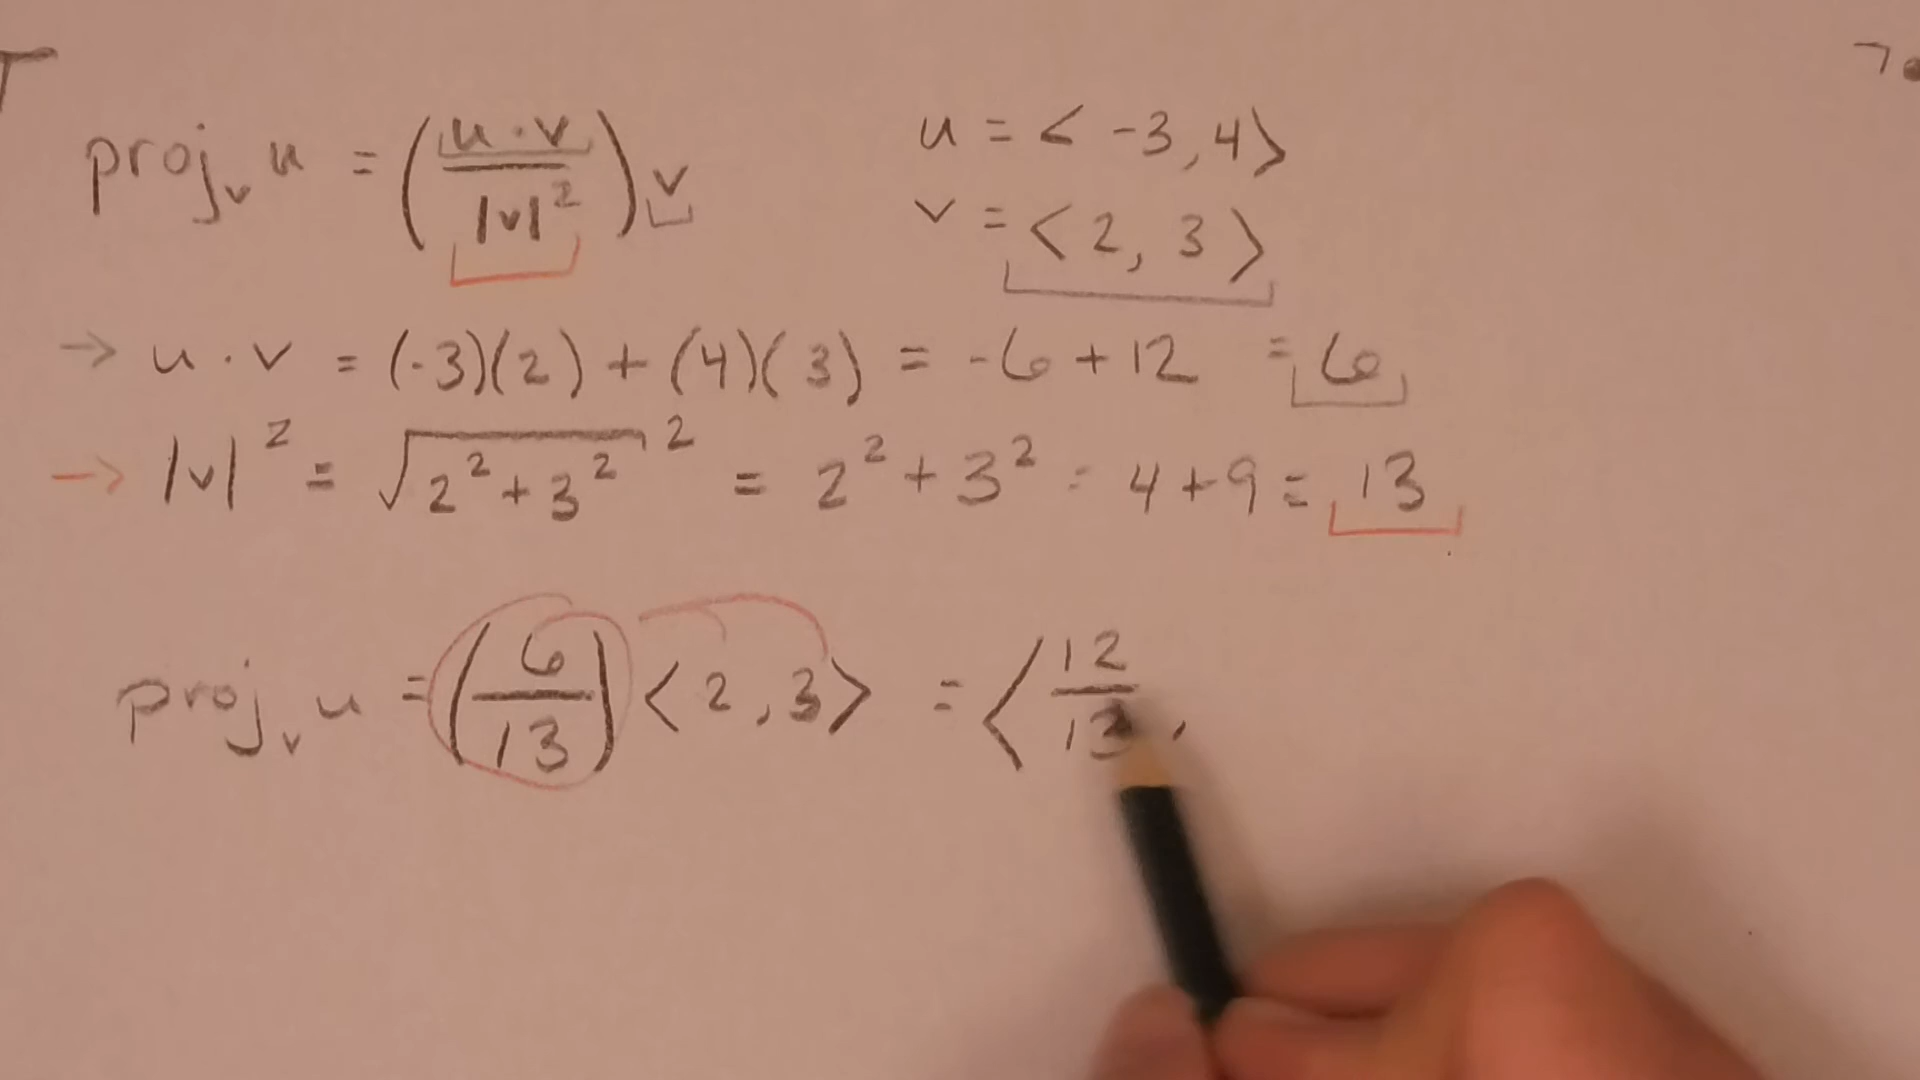 proj_v u = (u · v / |v|²) v
u = < -3, 4>
v = < 2, 3 >
→ u · v = (-3)(2) + (4)(3) = -6 + 12 = 6
→ |v|² = √(2² + 3²)² = 2² + 3² = 4 + 9 = 13
proj_v u = (6/13) < 2, 3 > = < 12/13,